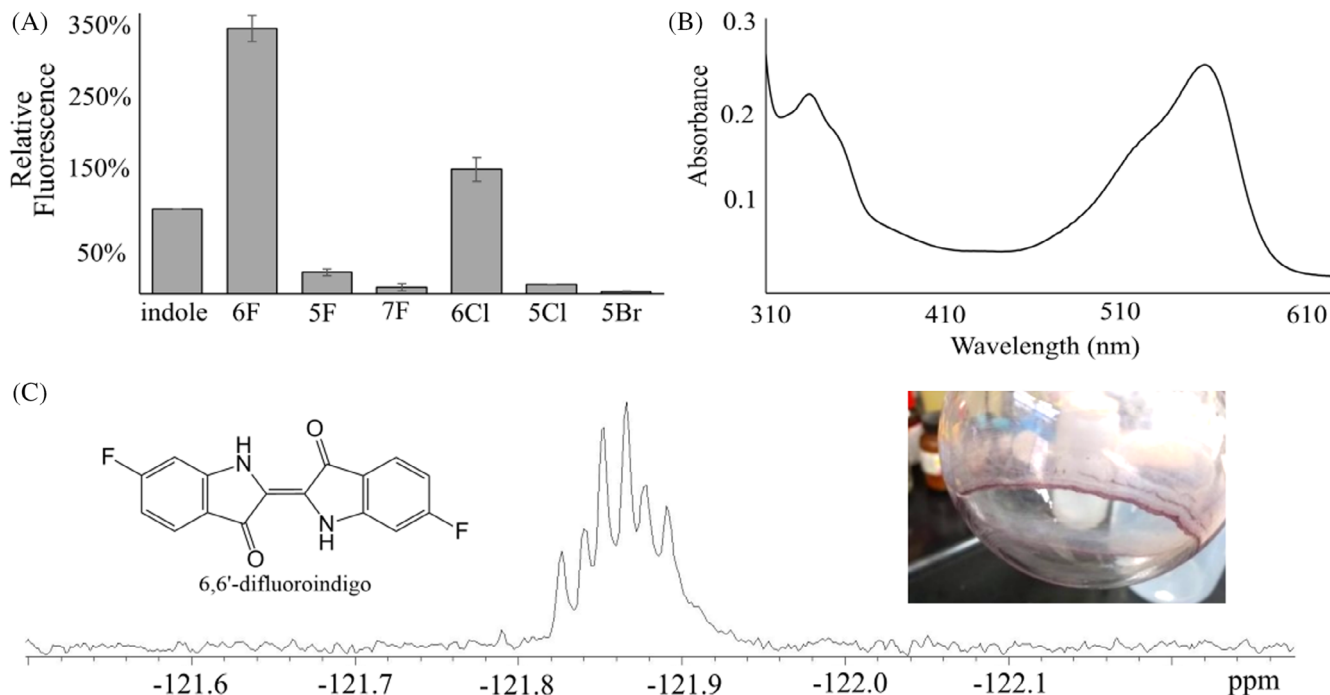 (A)
350%
250%
150%
50%
Relative
Fluorescence
indole 6F 5F 7F 6Cl 5Cl 5Br
(B)
0.3
0.2
0.1
Absorbance
310 410 510 610
Wavelength (nm)
(C)
H
O
F
N
N
H
F
O
6,6'-difluoroindigo
-121.6 -121.7 -121.8 -121.9 -122.0 -122.1 ppm